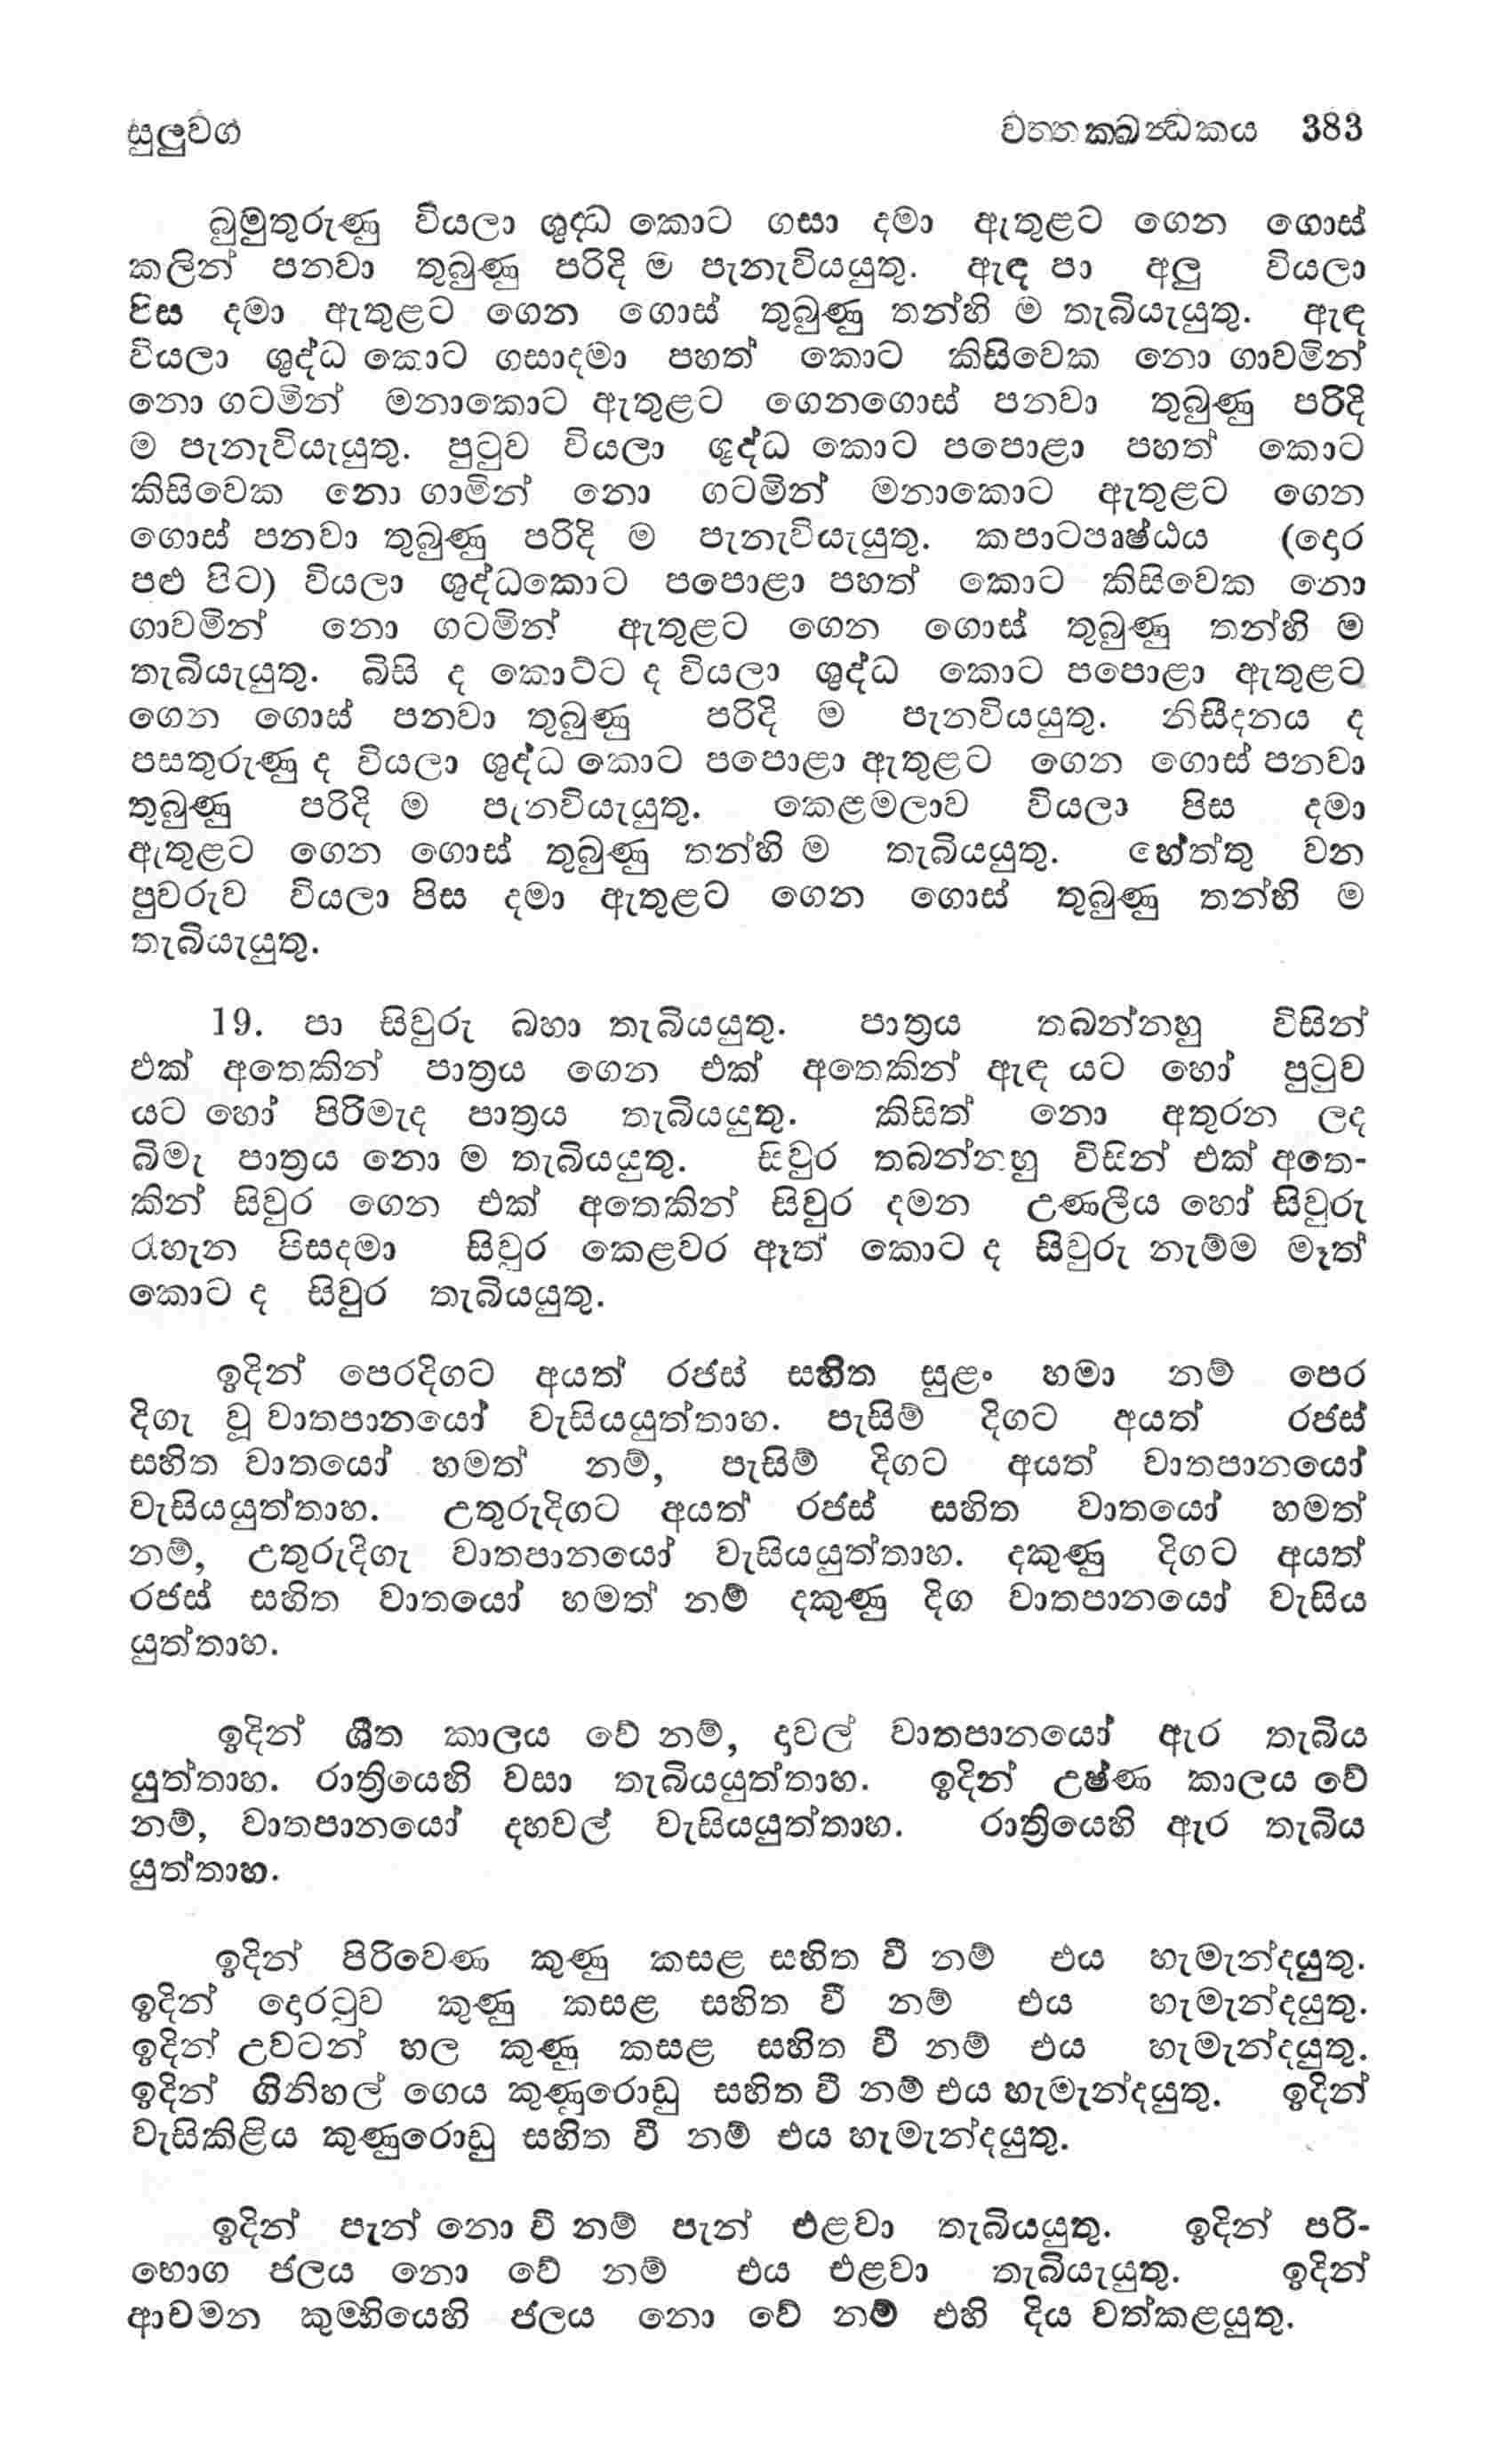 සුලුවග වත්තක්ඛන්ධකය 383
බුමුතුරුණු වියලා ශුද්ධ කොට ගසා දමා ඇතුළට ගෙන ගොස්
කලින් පනවා තුබුණු පරිදි ම පැනැවියයුතු. ඇඳ පා අලු වියලා
පිස දමා ඇතුළට ගෙන ගොස් තුබුණු තන්හි ම තැබියැයුතු. ඇඳ
වියලා ශුද්ධ කොට ගසාදමා පහත් කොට කිසිවෙක නො ගාවමින්
නො ගටමින් මනාකොට ඇතුළට ගෙනගොස් පනවා තුබුණු පරිදි
ම පැනැවියැයුතු. පුටුව වියලා ශුද්ධ කොට පපොළා පහත් කොට
කිසිවෙක නො ගාමින් නො ගටමින් මනාකොට ඇතුළට ගෙන
ගොස් පනවා තුබුණු පරිදි ම පැනැවියැයුතු. කපාටපෘෂ්ඨය (දොර
පළු පිට) වියලා ශුද්ධකොට පපොළා පහත් කොට කිසිවෙක නො
ගාවමින් නො ගටමින් ඇතුළට ගෙන ගොස් තුබුණු තන්හි ම
තැබියැයුතු. බිසි ද කොට්ට ද වියලා ශුද්ධ කොට පපොළා ඇතුළට
ගෙන ගොස් පනවා තුබුණු පරිදි ම පැනවියයුතු. නිසීදනය ද
පසතුරුණු ද වියලා ශුද්ධ කොට පපොළා ඇතුළට ගෙන ගොස් පනවා
තුබුණු පරිදි ම පැනවියැයුතු. කෙළමලාව වියලා පිස දමා
ඇතුළට ගෙන ගොස් තුබුණු තන්හි ම තැබියයුතු. හේත්තු වන
පුවරුව වියලා පිස දමා ඇතුළට ගෙන ගොස් තුබුණු තන්හි ම
තැබියැයුතු.
19. පා සිවුරු බහා තැබියයුතු. පාත්‍රය තබන්නහු විසින්
එක් අතෙකින් පාත්‍රය ගෙන එක් අතෙකින් ඇඳ යට හෝ පුටුව
යට හෝ පිරිමැද පාත්‍රය තැබියයුතු. කිසිත් නො අතුරන ලද
බිමැ පාත්‍රය නො ම තැබියයුතු. සිවුර තබන්නහු විසින් එක් අතෙ-
කින් සිවුර ගෙන එක් අතෙකින් සිවුර දමන උණලීය හෝ සිවුරු
රැහැන පිසදමා සිවුර කෙළවර ඈත් කොට ද සිවුරු නැම්ම මෑත්
කොට ද සිවුර තැබියයුතු.
ඉදින් පෙරදිගට අයත් රජස් සහිත සුළං හමා නම් පෙර
දිගැ වූ වාතපානයෝ වැසියයුත්තාහ. පැසිම් දිගට අයත් රජස්
සහිත වාතයෝ හමත් නම්, පැසිම් දිගට අයත් වාතපානයෝ
වැසියයුත්තාහ. උතුරුදිගට අයත් රජස් සහිත වාතයෝ හමත්
නම්, උතුරුදිගැ වාතපානයෝ වැසියයුත්තාහ. දකුණු දිගට අයත්
රජස් සහිත වාතයෝ හමත් නම් දකුණු දිග වාතපානයෝ වැසිය
යුත්තාහ.
ඉදින් ශීත කාලය වේ නම්, දවල් වාතපානයෝ ඇර තැබිය
යුත්තාහ. රාත්‍රියෙහි වසා තැබියයුත්තාහ. ඉදින් උෂ්ණ කාලය වේ
නම්, වාතපානයෝ දහවල් වැසියයුත්තාහ. රාත්‍රියෙහි ඇර තැබිය
යුත්තාහ.
ඉදින් පිරිවෙණ කුණු කසළ සහිත වී නම් එය හැමැන්දයුතු.
ඉදින් දොරටුව කුණු කසළ සහිත වී නම් එය හැමැන්දයුතු.
ඉදින් උවටන් හල කුණු කසළ සහිත වී නම් එය හැමැන්දයුතු.
ඉදින් ගිනිහල් ගෙය කුණුරොඩු සහිත වී නම් එය හැමැන්දයුතු. ඉදින්
වැසිකිළිය කුණුරොඩු සහිත වී නම් එය හැමැන්දයුතු.
ඉදින් පැන් නො වී නම් පැන් එළවා තැබියයුතු. ඉදින් පරි-
භොග ජලය නො වේ නම් එය එළවා තැබියැයුතු. ඉදින්
ආචමන කුම්භියෙහි ජලය නො වේ නම් එහි දිය වත්කළයුතු.